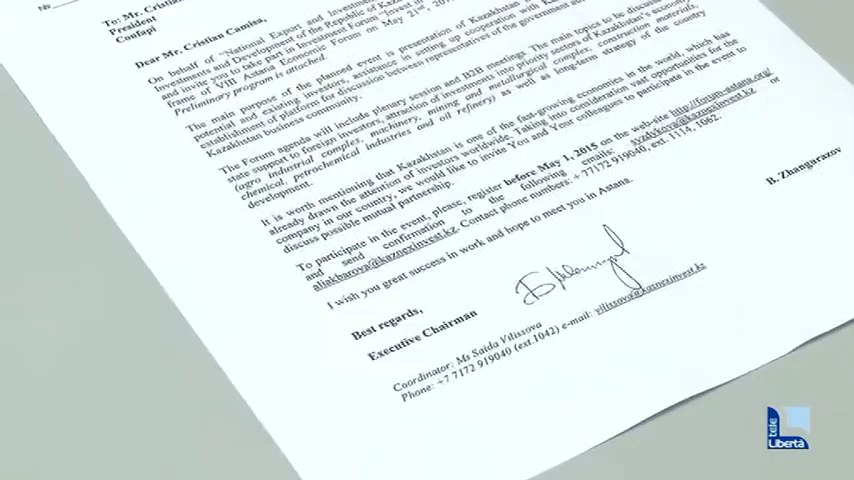 №
To: Mr. Cristian
President
Confapi
Dear Mr. Cristian Camisa,
On behalf of "National Export and Investment
Investments and Development of the Republic of
and invite you to take part in Investment Forum "Invest in
frame of VIII Astana Economic Forum on May 21st,
Preliminary program is attached.
The main purpose of the planned event is presentation of Kazakhstan
potential and existing investors, assistance in setting up cooperation with
establishment of platform for discussion between representatives of the government
Kazakhstan business community.
The Forum agenda will include plenary session and B2B meetings. The main topics to be
state support to foreign investors, attraction of investments into priority sectors of Kazakhstan's economy
(agro industrial complex, machinery, mining and metallurgical complex, construction materials,
chemical, petrochemical industries and oil refinery) as well as long-term strategy of the country
development.
It is worth mentioning that Kazakhstan is one of the fast-growing economies in the world, which has
already drawn the attention of investors worldwide. Taking into consideration vast opportunities for the
company in our country, we would like to invite You and Your colleagues to participate in the event to
discuss possible mutual partnership.
To participate in the event, please, register before May 1, 2015 on the web-site http://forum-astana.org/
and send confirmation to the following emails: syzdykova@kaznexinvest.kz or
aliakbarova@kaznexinvest.kz. Contact phone numbers: +77172 919040, ext. 1114, 1062.
I wish you great success in work and hope to meet you in Astana.
Best regards,
Executive Chairman
B. Zhangarazov
Coordinator: Ms Saida Vilissova
Phone: +7 7172 919040 (ext.1042) e-mail: vilissova@kaznexinvest.kz
tele
Libertà